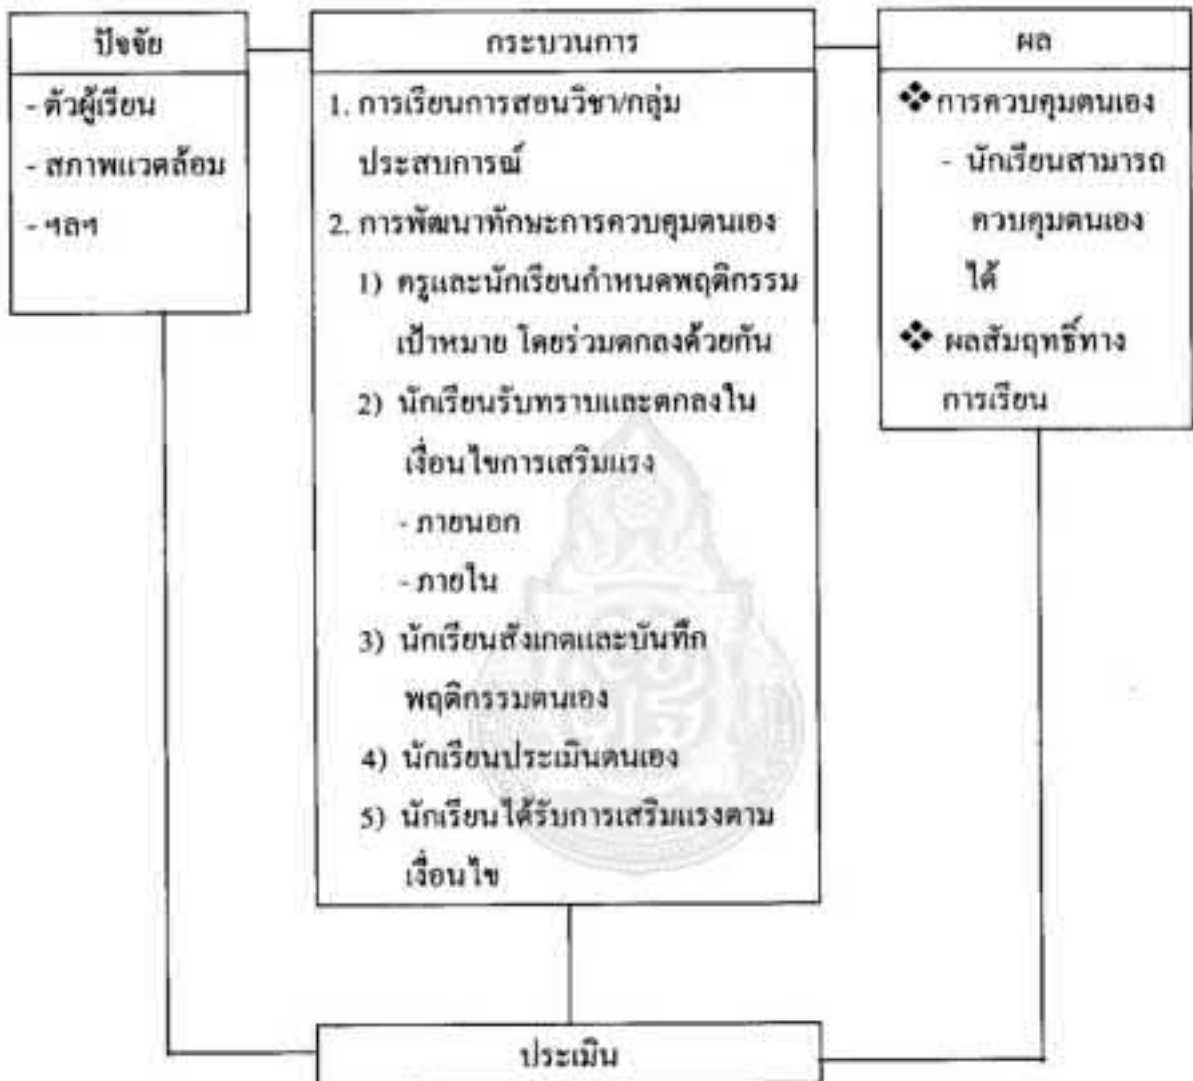 ปัจจัย
- ตัวผู้เรียน
- สภาพแวดล้อม
- ฯลฯ
กระบวนการ
1. การเรียนการสอนวิชา/กลุ่ม
ประสบการณ์
2. การพัฒนาทักษะการควบคุมตนเอง
1) ครูและนักเรียนกำหนดพฤติกรรม
เป้าหมาย โดยร่วมตกลงด้วยกัน
2) นักเรียนรับทราบและตกลงใน
เงื่อนไขการเสริมแรง
- ภายนอก
- ภายใน
3) นักเรียนสังเกตและบันทึก
พฤติกรรมตนเอง
4) นักเรียนประเมินตนเอง
5) นักเรียนได้รับการเสริมแรงตาม
เงื่อนไข
ผล
❖ การควบคุมตนเอง
- นักเรียนสามารถ
ควบคุมตนเอง
ได้
❖ ผลสัมฤทธิ์ทาง
การเรียน
ประเมิน